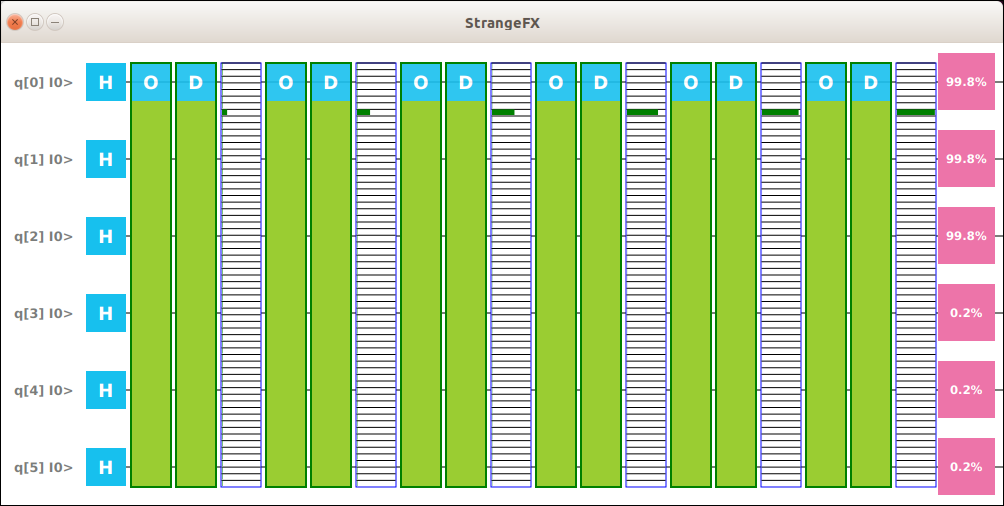 StrangeFX
q[0] I0> H O D O D O D O D O D O D 99.8%
q[1] I0> H 99.8%
q[2] I0> H 99.8%
q[3] I0> H 0.2%
q[4] I0> H 0.2%
q[5] I0> H 0.2%